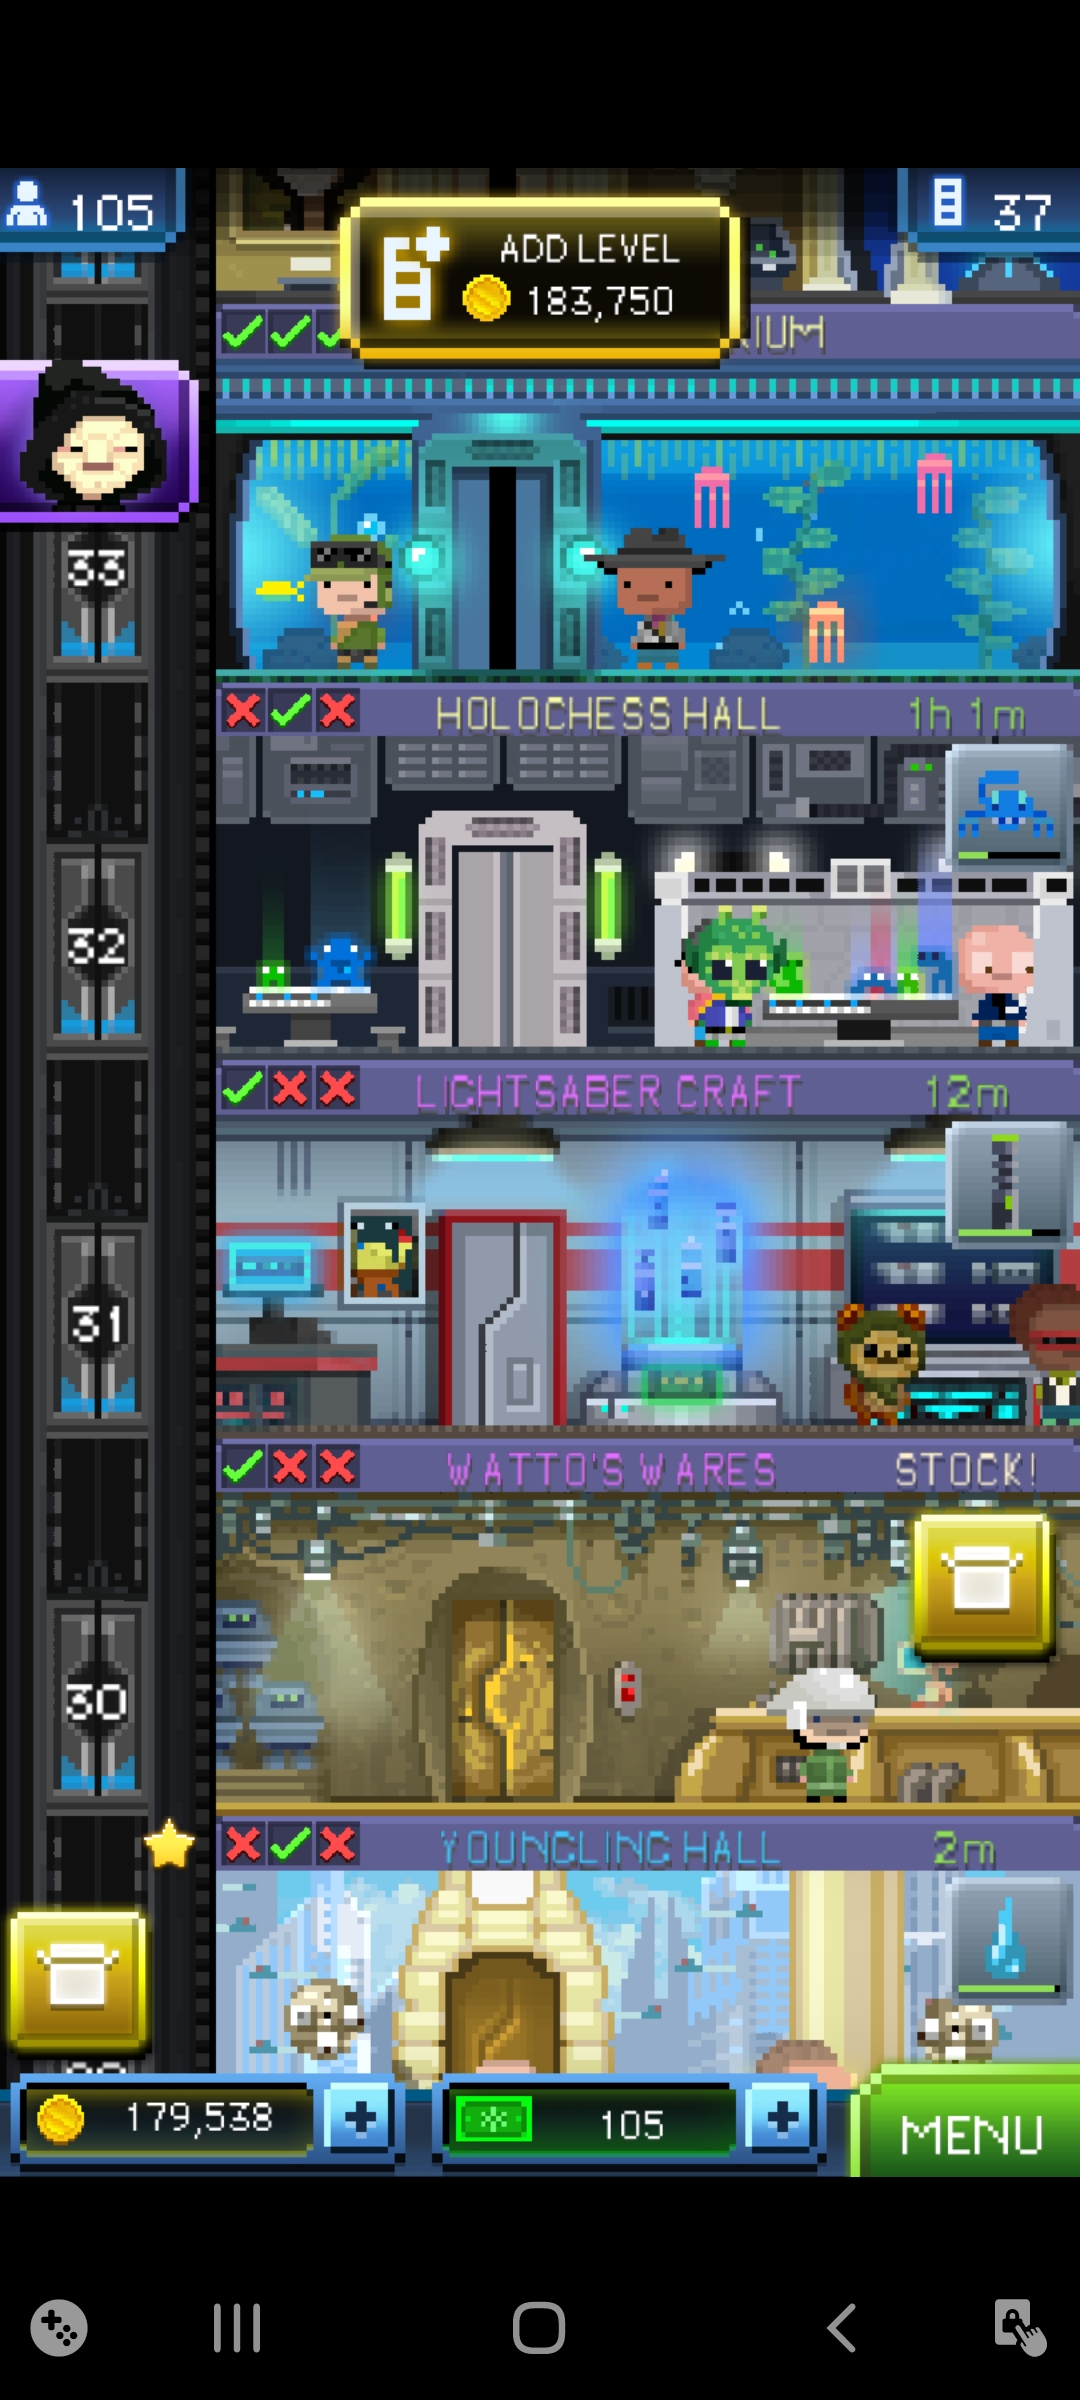 105
ADD LEVEL
183,750
37
33
HOLOCHESS HALL
1h 1m
32
LIGHTSABER CRAFT
12m
31
WATTO'S WARES
STOCK!
30
YOUNGLING HALL
2m
179,538
105
MENU